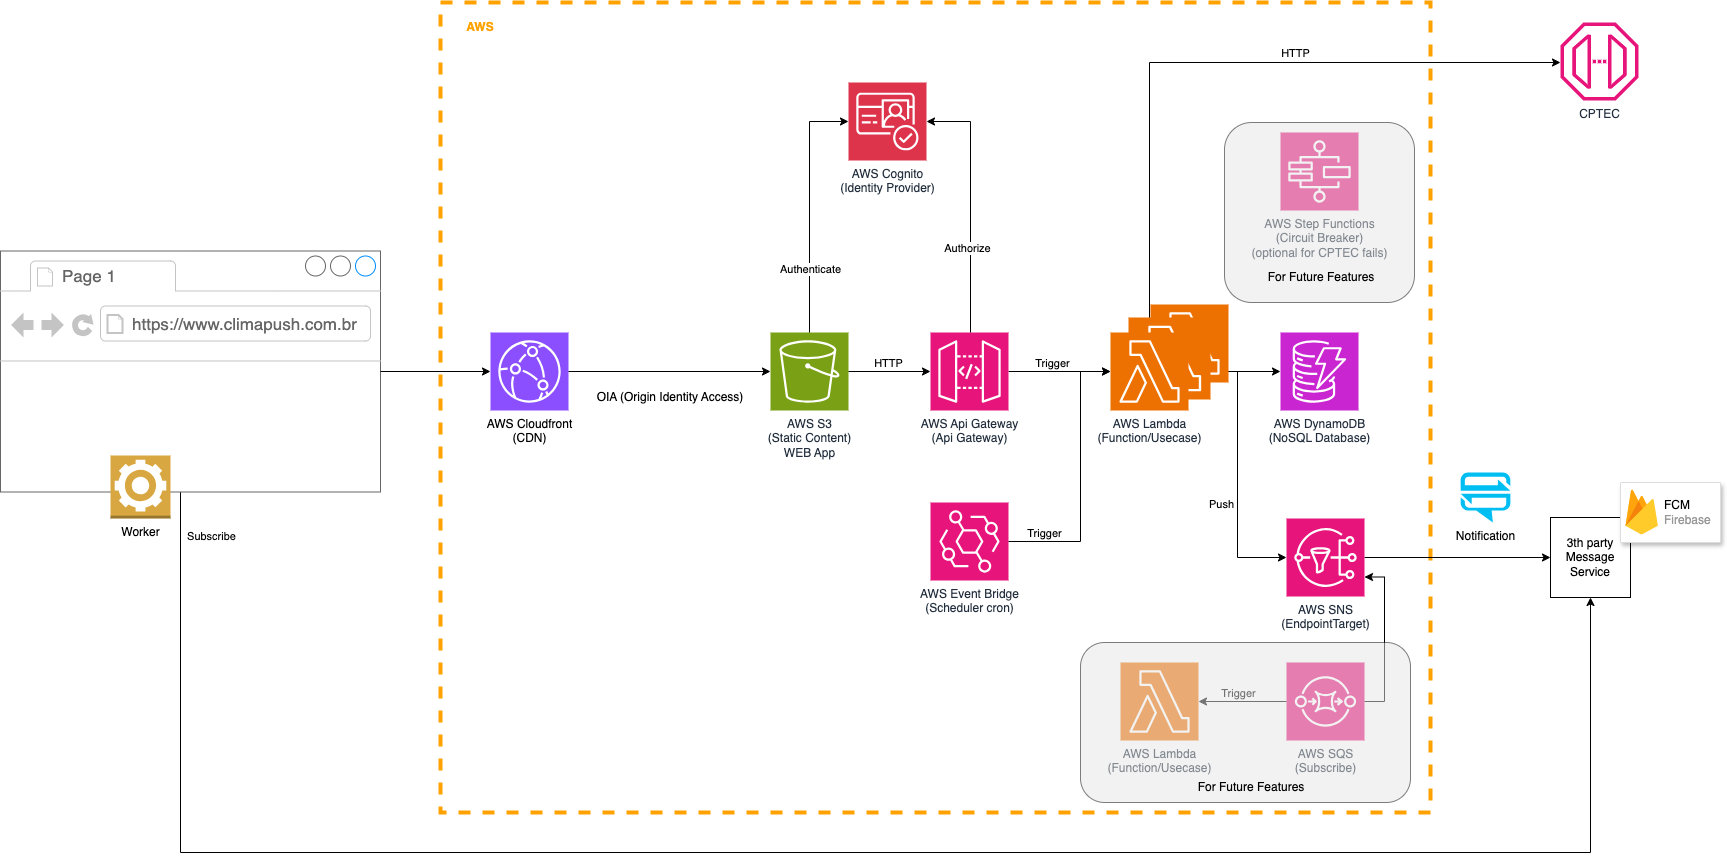 AWS
HTTP
CPTEC
AWS Cognito
(Identity Provider)
AWS Step Functions
(Circuit Breaker)
(optional for CPTEC fails)
For Future Features
Authenticate
Authorize
Page 1
https://www.climapush.com.br
OIA (Origin Identity Access)
HTTP
Trigger
AWS Cloudfront
(CDN)
AWS S3
(Static Content)
WEB App
AWS Api Gateway
(Api Gateway)
AWS Lambda
(Function/Usecase)
AWS DynamoDB
(NoSQL Database)
Worker
Subscribe
Trigger
AWS Event Bridge
(Scheduler cron)
Push
AWS SNS
(EndpointTarget)
Notification
3th party
Message
Service
FCM
Firebase
Trigger
AWS Lambda
(Function/Usecase)
AWS SQS
(Subscribe)
For Future Features